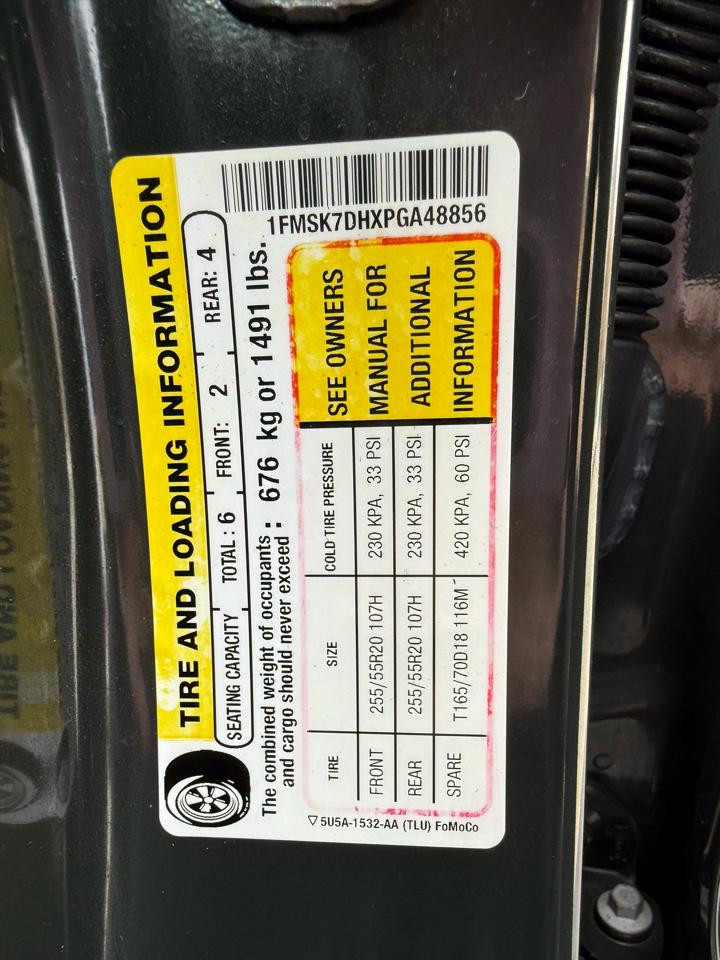 TIRE AND LOADING INFORMATION
SEATING CAPACITY TOTAL: 6 FRONT: 2 REAR: 4
The combined weight of occupants and cargo should never exceed: 676 kg or 1491 lbs.
1FMSK7DHXPGA48856
TIRE SIZE COLD TIRE PRESSURE
FRONT 255/55R20 107H 230 KPA, 33 PSI
REAR 255/55R20 107H 230 KPA, 33 PSI
SPARE T165/70D18 116M 420 KPA, 60 PSI
SEE OWNERS
MANUAL FOR
ADDITIONAL
INFORMATION
5U5A-1532-AA (TLU) FoMoCo